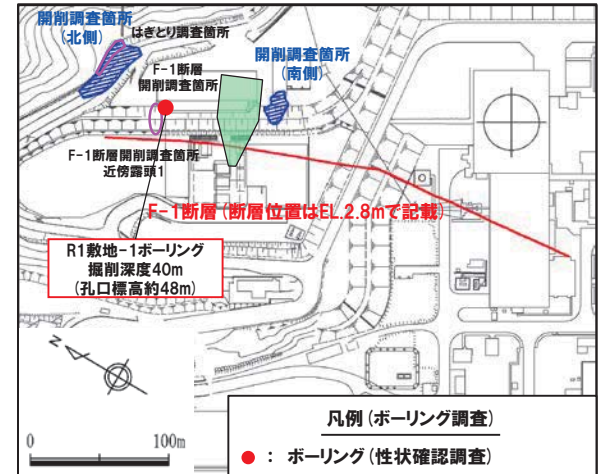 開削調査箇所
(北側)
はぎとり調査箇所
F-1断層
開削調査箇所
開削調査箇所
(南側)
F-1断層開削調査箇所
近傍露頭1
F-1断層(断層位置はEL.2.8mで記載)
R1敷地-1ボーリング
掘削深度40m
(孔口標高約48m)
N
0 100m
凡例(ボーリング調査)
● : ボーリング(性状確認調査)